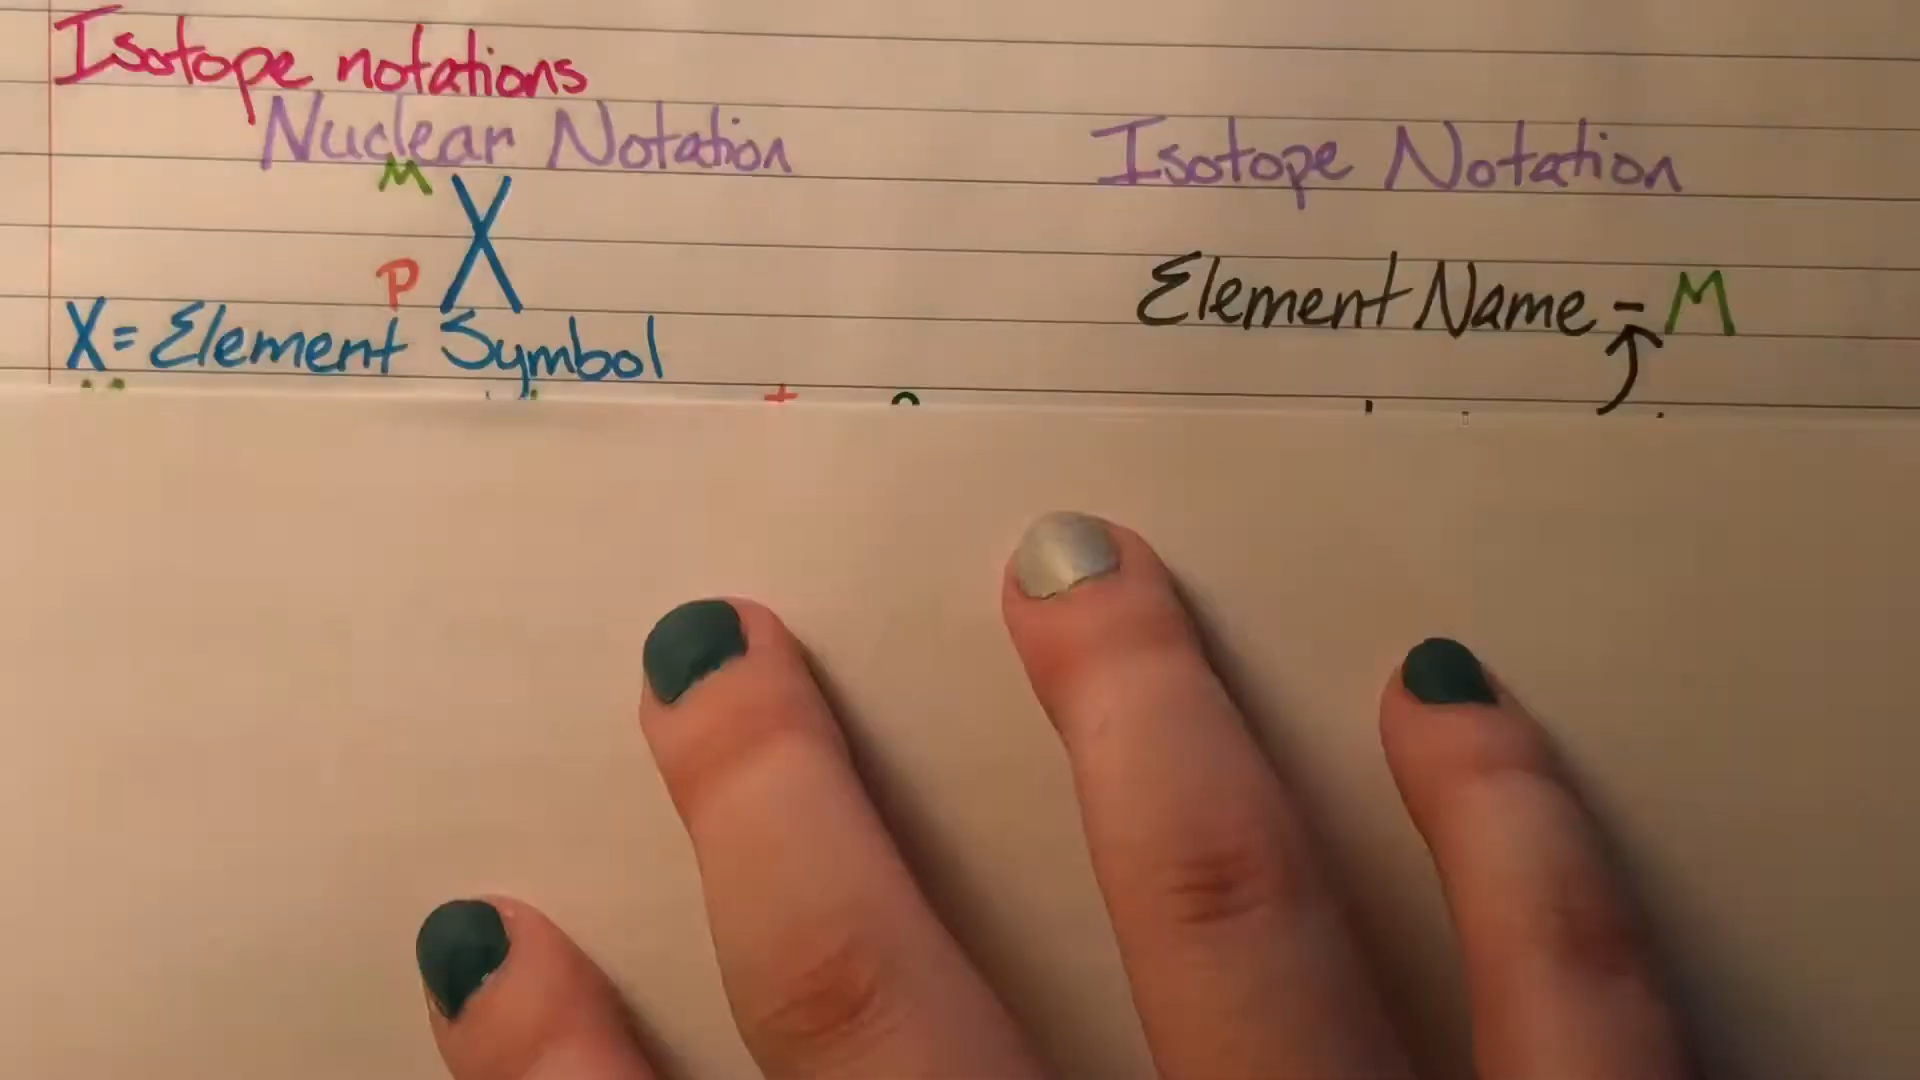 Isotope notations
Nuclear Notation
M
X
P
X = Element Symbol
Isotope Notation
Element Name - M